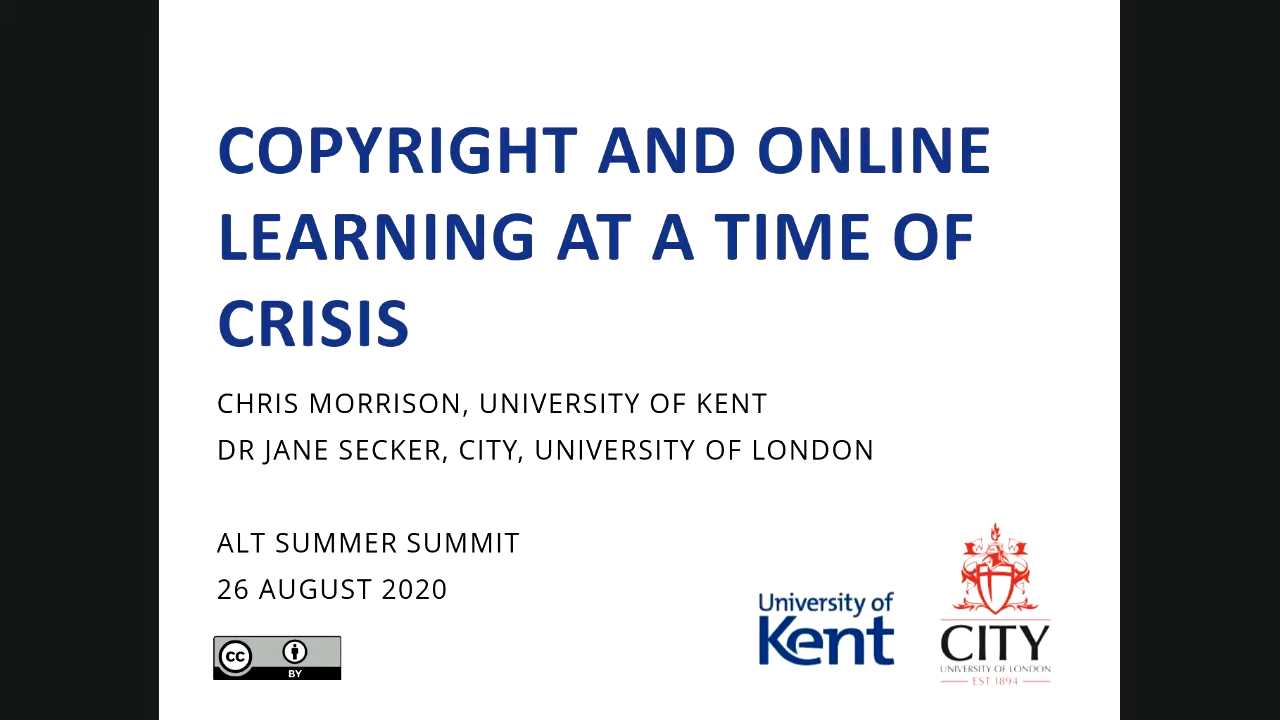 COPYRIGHT AND ONLINE
LEARNING AT A TIME OF
CRISIS
CHRIS MORRISON, UNIVERSITY OF KENT
DR JANE SECKER, CITY, UNIVERSITY OF LONDON
ALT SUMMER SUMMIT
26 AUGUST 2020
cc
BY
University of
Kent
CITY
UNIVERSITY OF LONDON
EST 1894